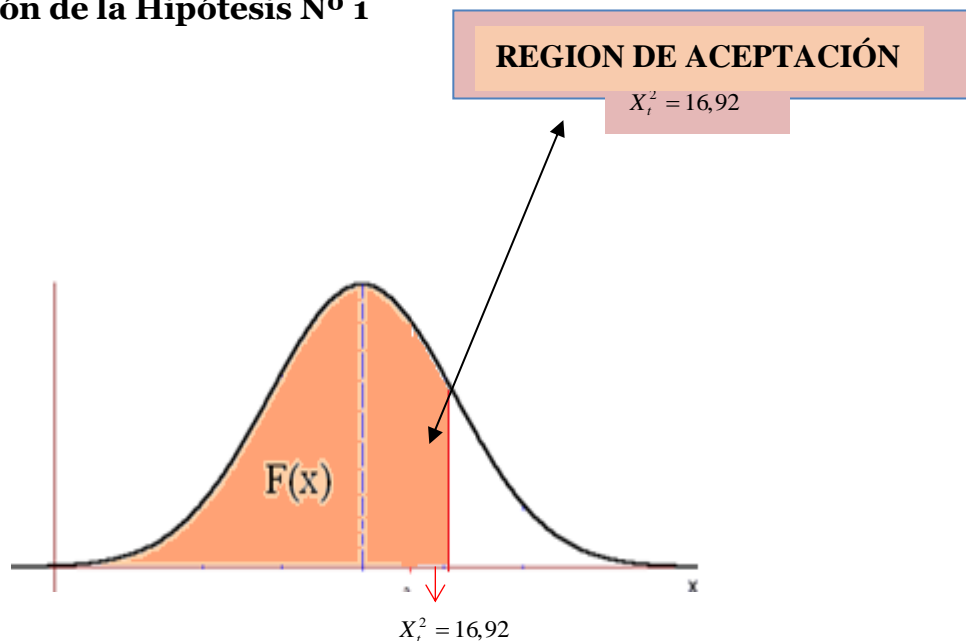 ón de la Hipótesis Nº 1
REGION DE ACEPTACIÓN
X_t^2 = 16,92
F(x)
x
X_t^2 = 16,92